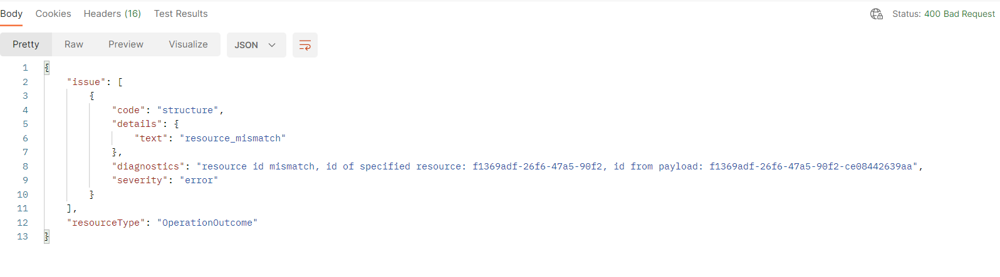 Body Cookies Headers (16) Test Results Status: 400 Bad Request
Pretty Raw Preview Visualize JSON
1 {
2 "issue": [
3 {
4 "code": "structure",
5 "details": {
6 "text": "resource_mismatch"
7 },
8 "diagnostics": "resource id mismatch, id of specified resource: f1369adf-26f6-47a5-90f2, id from payload: f1369adf-26f6-47a5-90f2-ce08442639aa",
9 "severity": "error"
10 }
11 ],
12 "resourceType": "OperationOutcome"
13 }